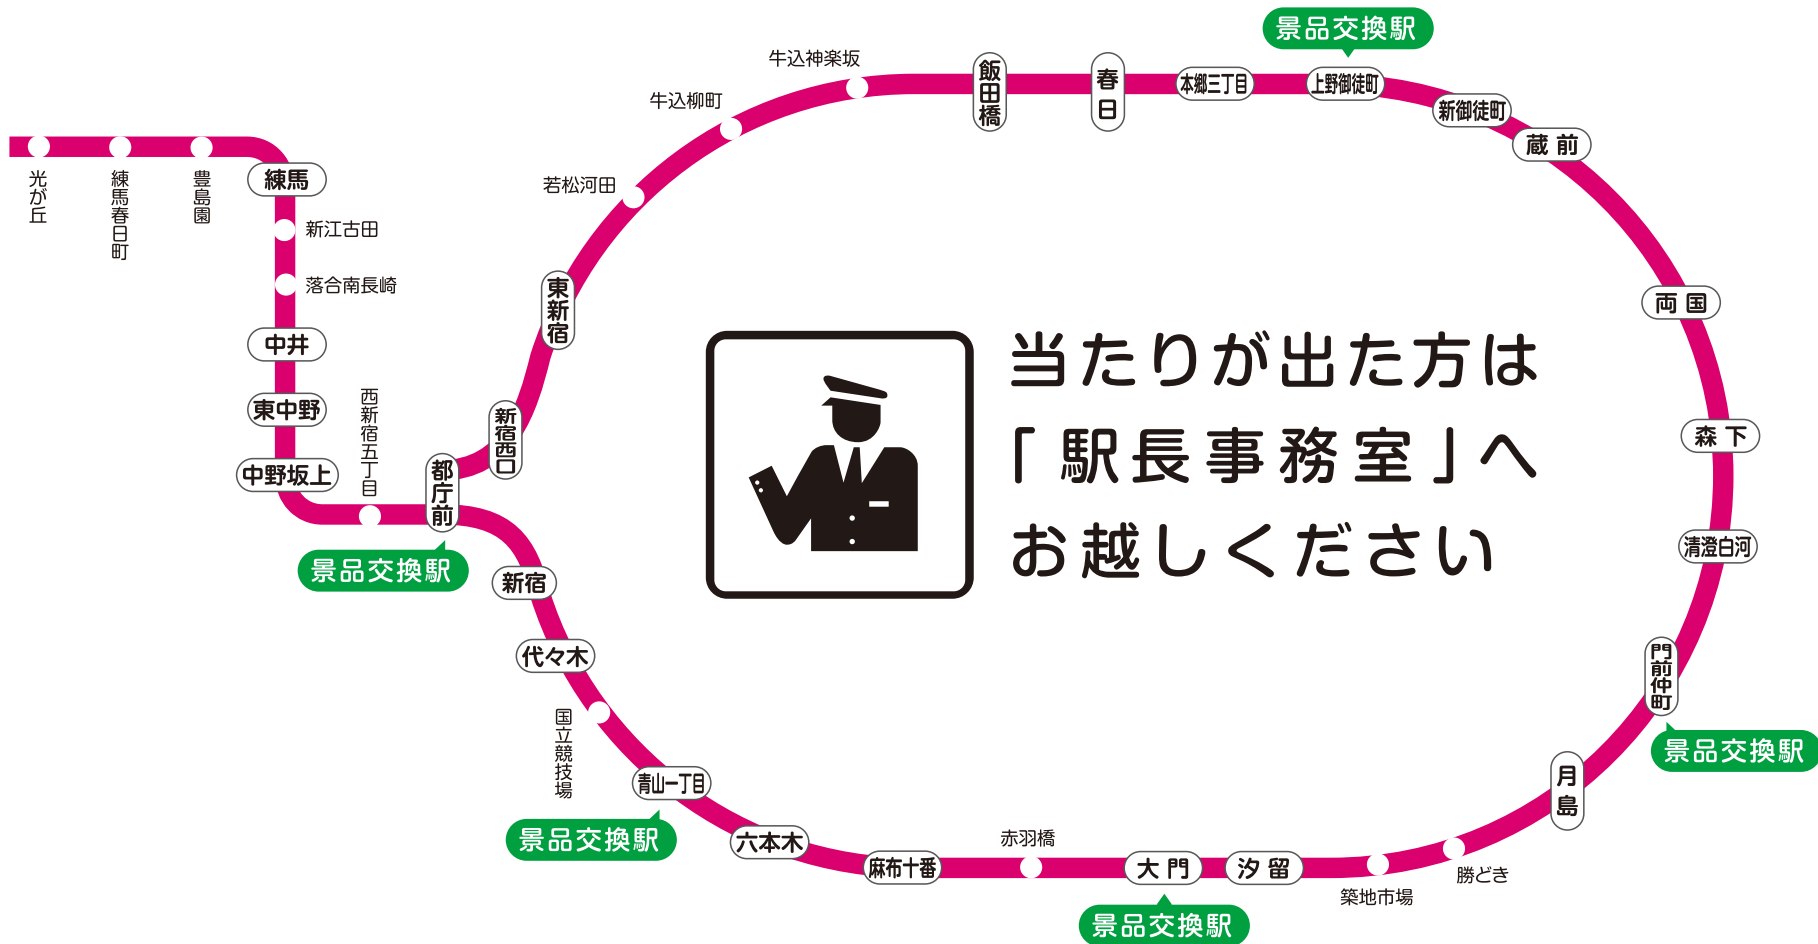 景品交換駅
牛込神楽坂
飯田橋
春日
本郷三丁目
上野御徒町
新御徒町
蔵前
牛込柳町
若松河田
光が丘
練馬春日町
豊島園
練馬
新江古田
落合南長崎
中井
東中野
中野坂上
西新宿五丁目
都庁前
景品交換駅
新宿西口
東新宿
両国
当たりが出た方は
「駅長事務室」へ
お越しください
森下
清澄白河
新宿
代々木
国立競技場
青山一丁目
景品交換駅
六本木
麻布十番
赤羽橋
大門
景品交換駅
汐留
築地市場
勝どき
月島
門前仲町
景品交換駅